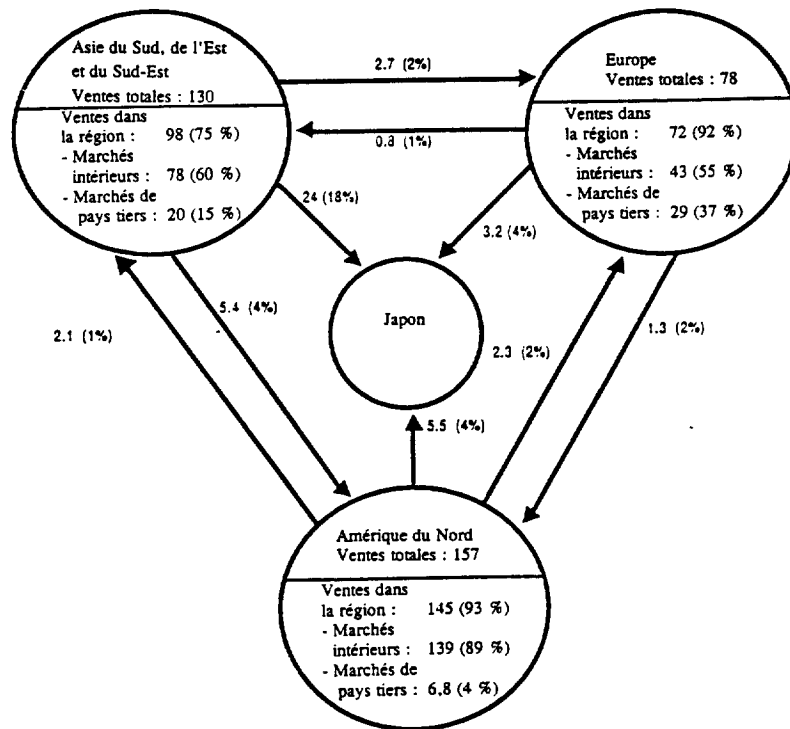 Asie du Sud, de l'Est
et du Sud-Est
Ventes totales : 130
Ventes dans
la région : 98 (75 %)
- Marchés
intérieurs : 78 (60 %)
- Marchés de
pays tiers : 20 (15 %)
2.7 (2%)
0.8 (1%)
Europe
Ventes totales : 78
Ventes dans
la région : 72 (92 %)
- Marchés
intérieurs : 43 (55 %)
- Marchés de
pays tiers : 29 (37 %)
24 (18%)
3.2 (4%)
Japon
2.1 (1%)
5.4 (4%)
2.3 (2%)
1.3 (2%)
5.5 (4%)
Amérique du Nord
Ventes totales : 157
Ventes dans
la région : 145 (93 %)
- Marchés
intérieurs : 139 (89 %)
- Marchés de
pays tiers : 6,8 (4 %)